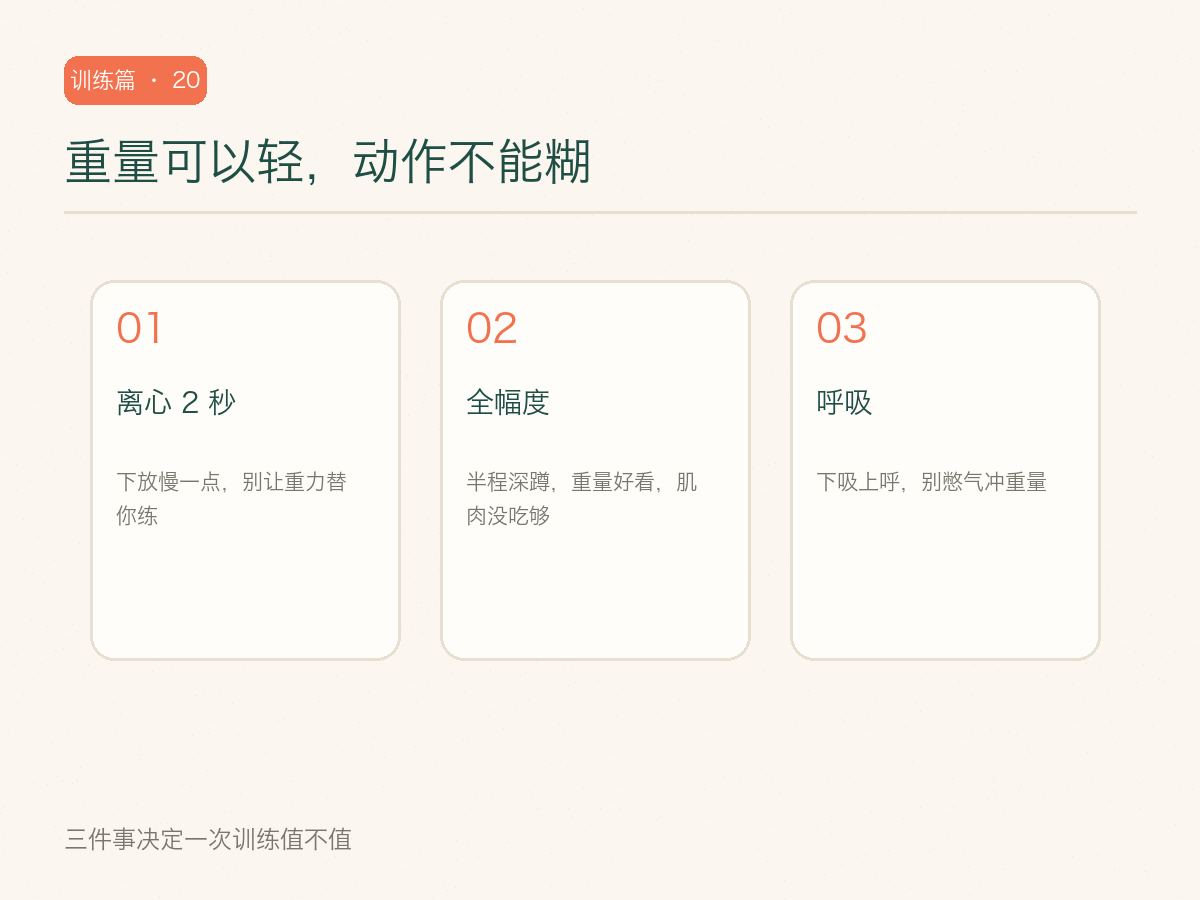 训练篇 · 20
重量可以轻，动作不能糊
01
离心 2 秒
下放慢一点，别让重力替
你练
02
全幅度
半程深蹲，重量好看，肌
肉没吃够
03
呼吸
下吸上呼，别憋气冲重量
三件事决定一次训练值不值